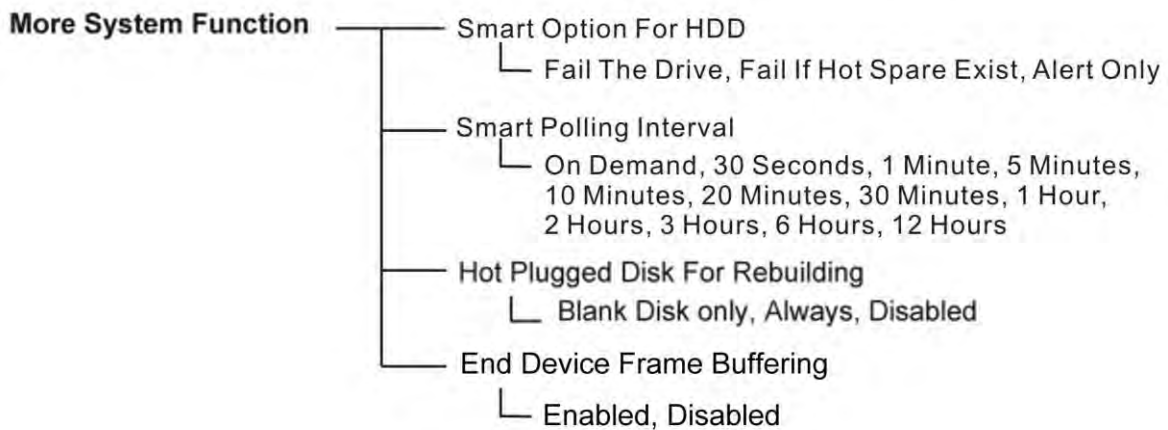 More System Function
Smart Option For HDD
Fail The Drive, Fail If Hot Spare Exist, Alert Only
Smart Polling Interval
On Demand, 30 Seconds, 1 Minute, 5 Minutes,
10 Minutes, 20 Minutes, 30 Minutes, 1 Hour,
2 Hours, 3 Hours, 6 Hours, 12 Hours
Hot Plugged Disk For Rebuilding
Blank Disk only, Always, Disabled
End Device Frame Buffering
Enabled, Disabled